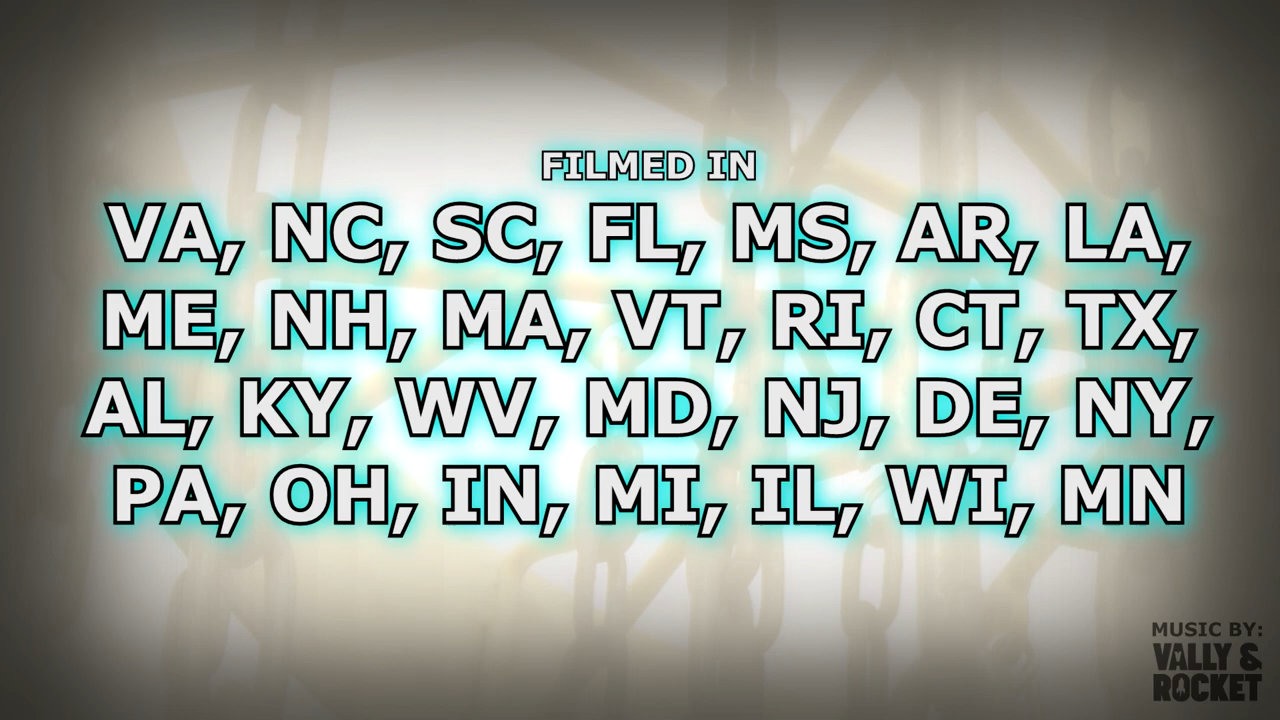 FILMED IN
VA, NC, SC, FL, MS, AR, LA,
ME, NH, MA, VT, RI, CT, TX,
AL, KY, WV, MD, NJ, DE, NY,
PA, OH, IN, MI, IL, WI, MN
MUSIC BY:
VALLY &
ROCKET